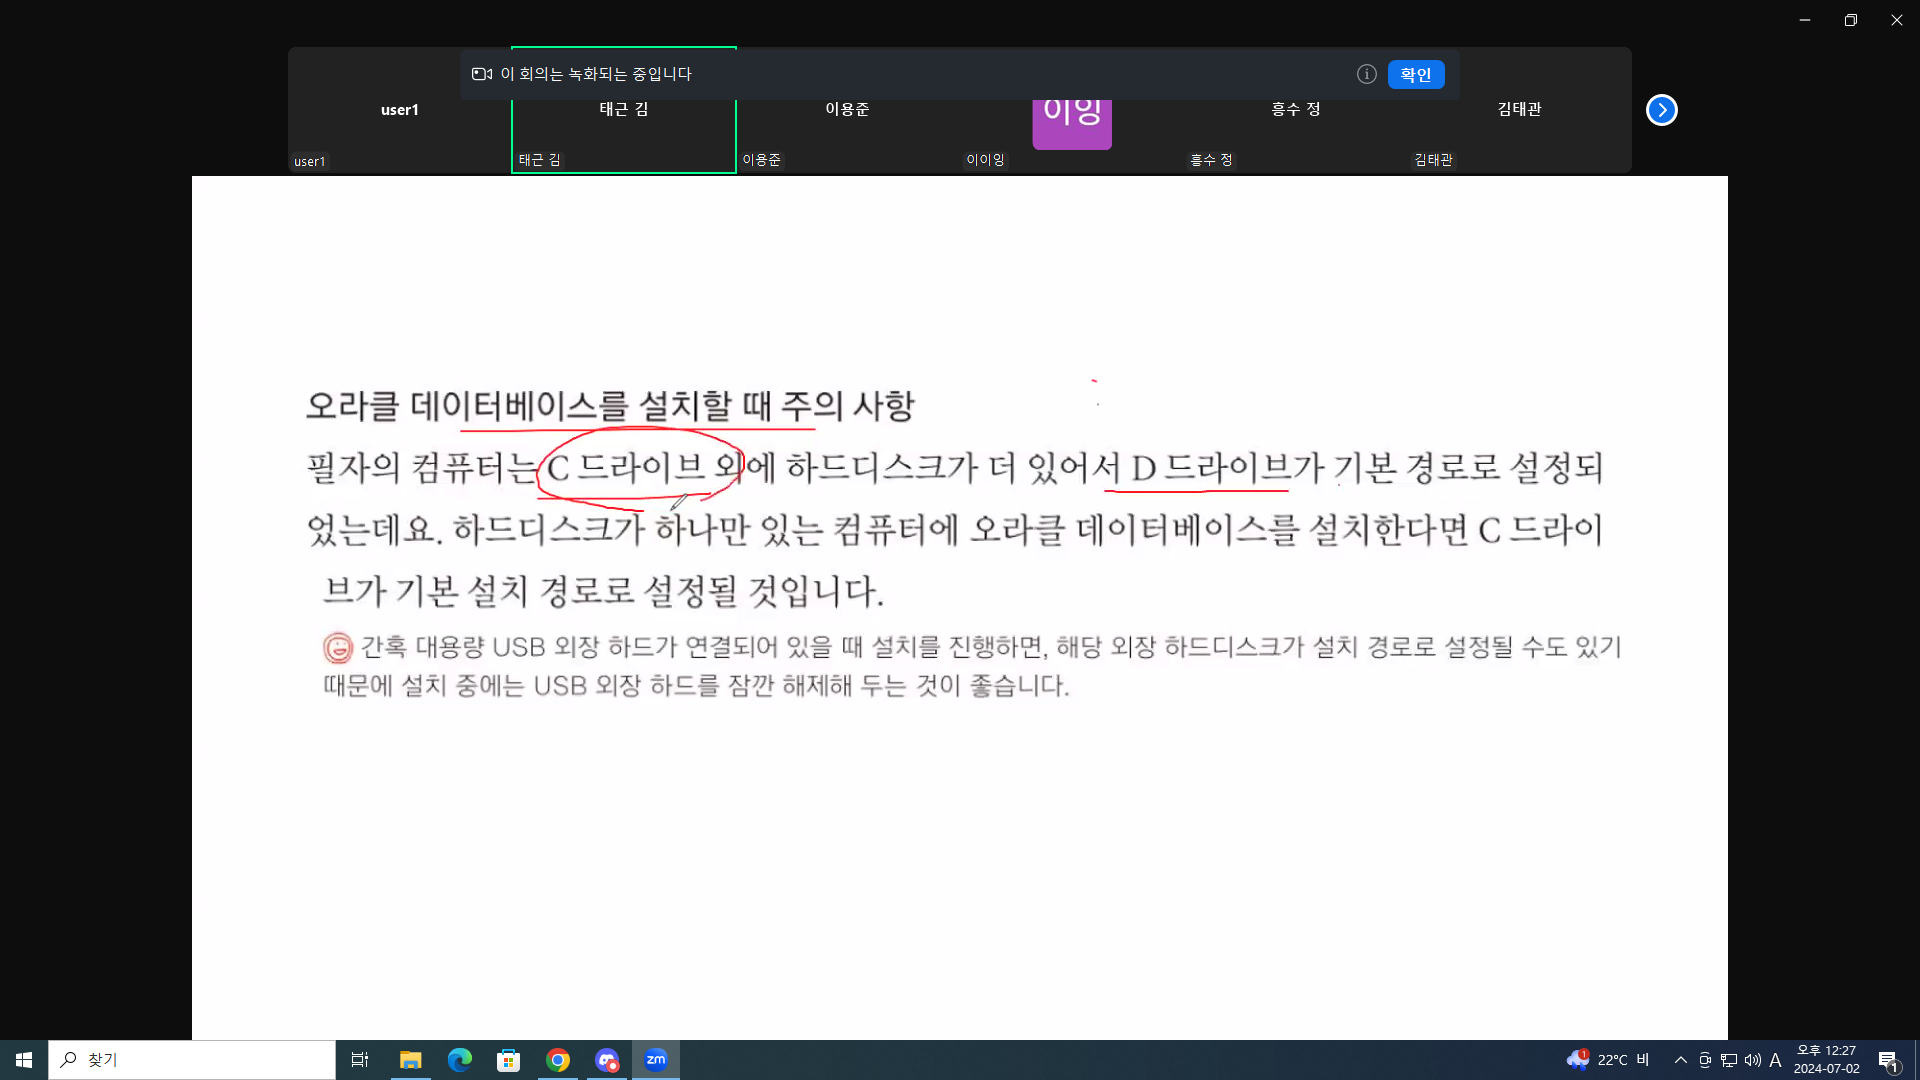 이 회의는 녹화되는 중입니다
확인
user1
태근 김
이용준
이잉
흥수 정
김태관
user1
태근 김
이용준
이이잉
흥수 정
김태관
오라클 데이터베이스를 설치할 때 주의 사항
필자의 컴퓨터는 C 드라이브 외에 하드디스크가 더 있어서 D 드라이브가 기본 경로로 설정되
었는데요. 하드디스크가 하나만 있는 컴퓨터에 오라클 데이터베이스를 설치한다면 C 드라이
브가 기본 설치 경로로 설정될 것입니다.
간혹 대용량 USB 외장 하드가 연결되어 있을 때 설치를 진행하면, 해당 외장 하드디스크가 설치 경로로 설정될 수도 있기
때문에 설치 중에는 USB 외장 하드를 잠깐 해제해 두는 것이 좋습니다.
찾기
zm
1
22°C 비
A
오후 12:27
2024-07-02
1